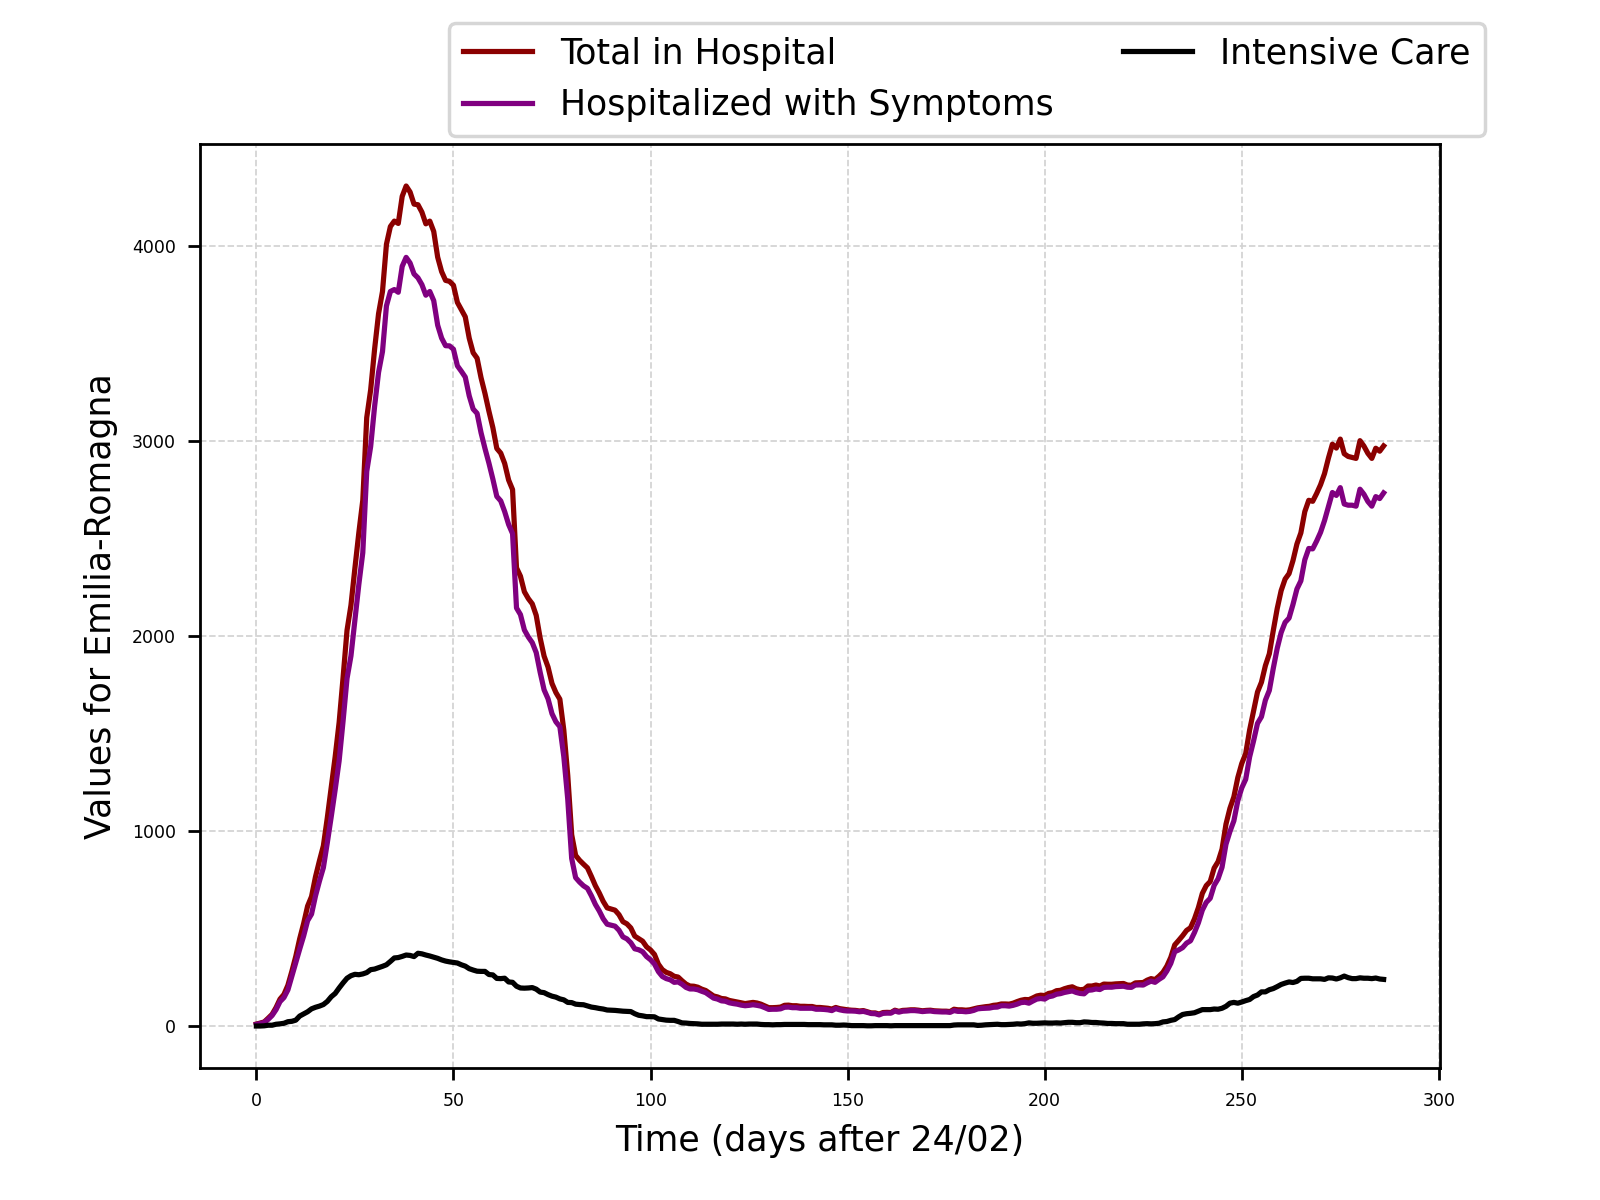 Total in Hospital
Hospitalized with Symptoms
Intensive Care
Values for Emilia-Romagna
4000
3000
2000
1000
0
0 50 100 150 200 250 300
Time (days after 24/02)